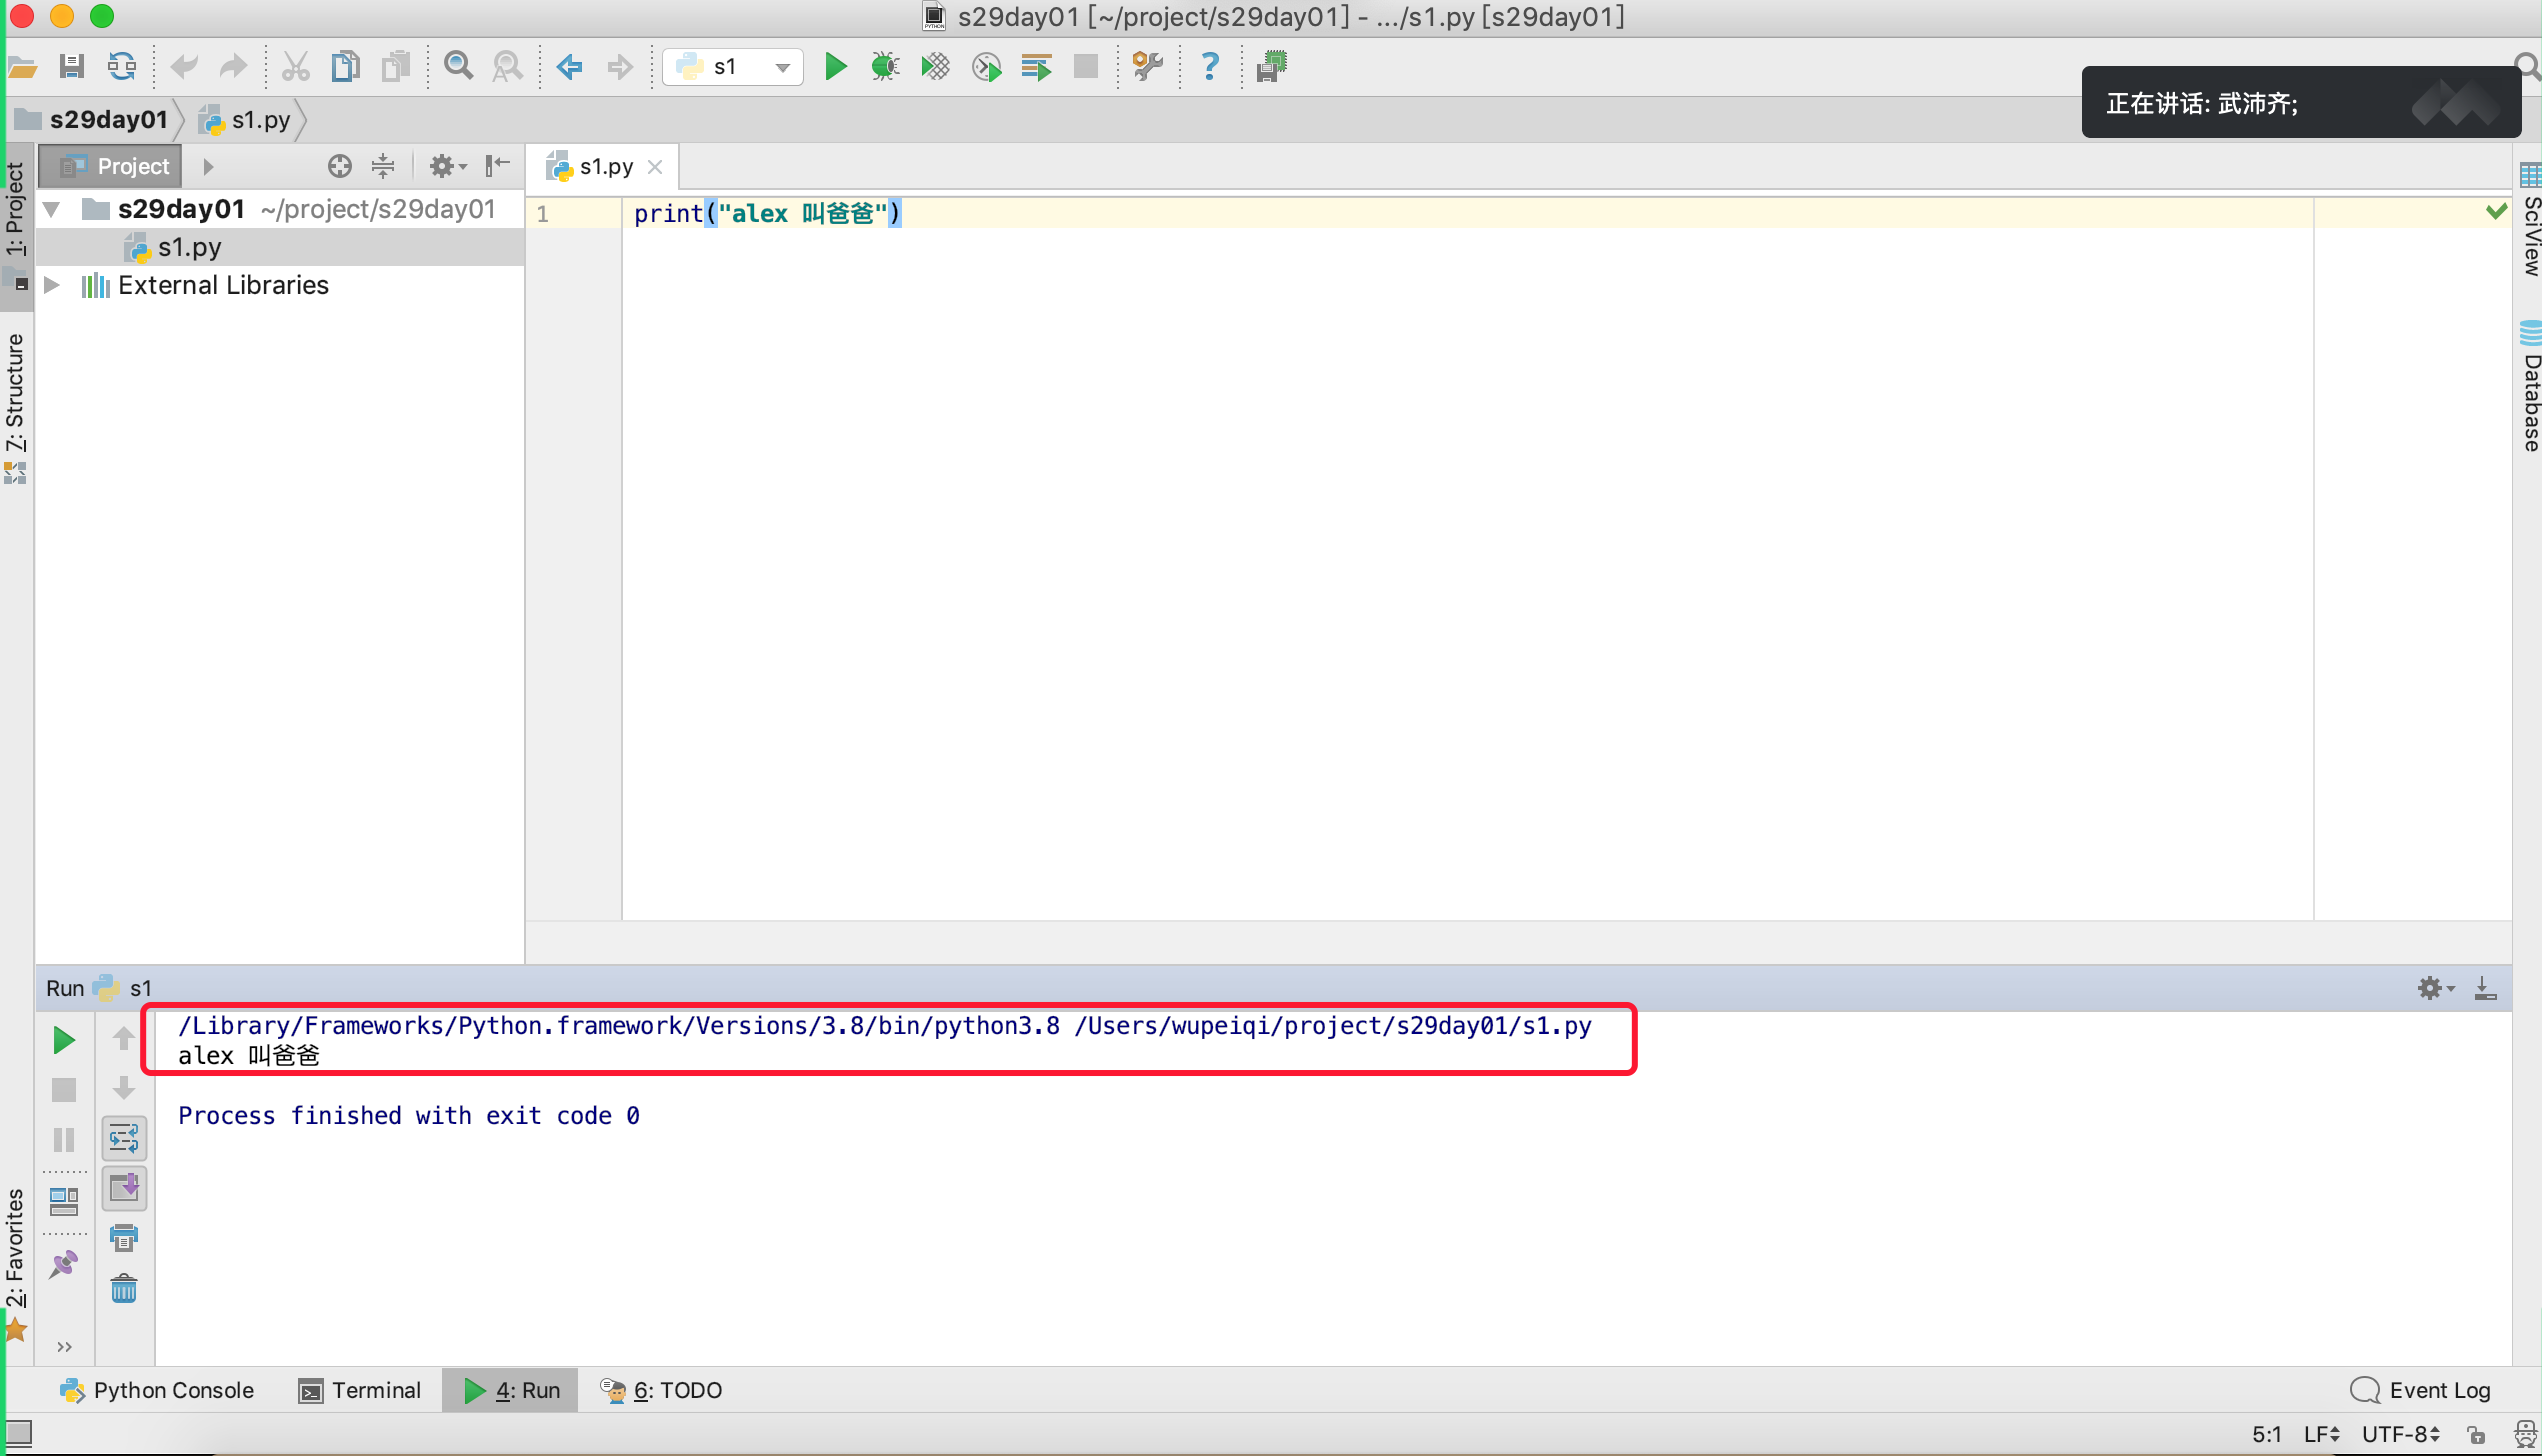 s29day01 [~/project/s29day01] - .../s1.py [s29day01]
s1
正在讲话: 武沛齐;
s29day01
s1.py
Project
s1.py
1: Project
s29day01 ~/project/s29day01
s1.py
External Libraries
1
print("alex 叫爸爸")
SciView
Database
7: Structure
2: Favorites
Run s1
/Library/Frameworks/Python.framework/Versions/3.8/bin/python3.8 /Users/wupeiqi/project/s29day01/s1.py
alex 叫爸爸
Process finished with exit code 0
Python Console
Terminal
4: Run
6: TODO
Event Log
5:1 LF UTF-8